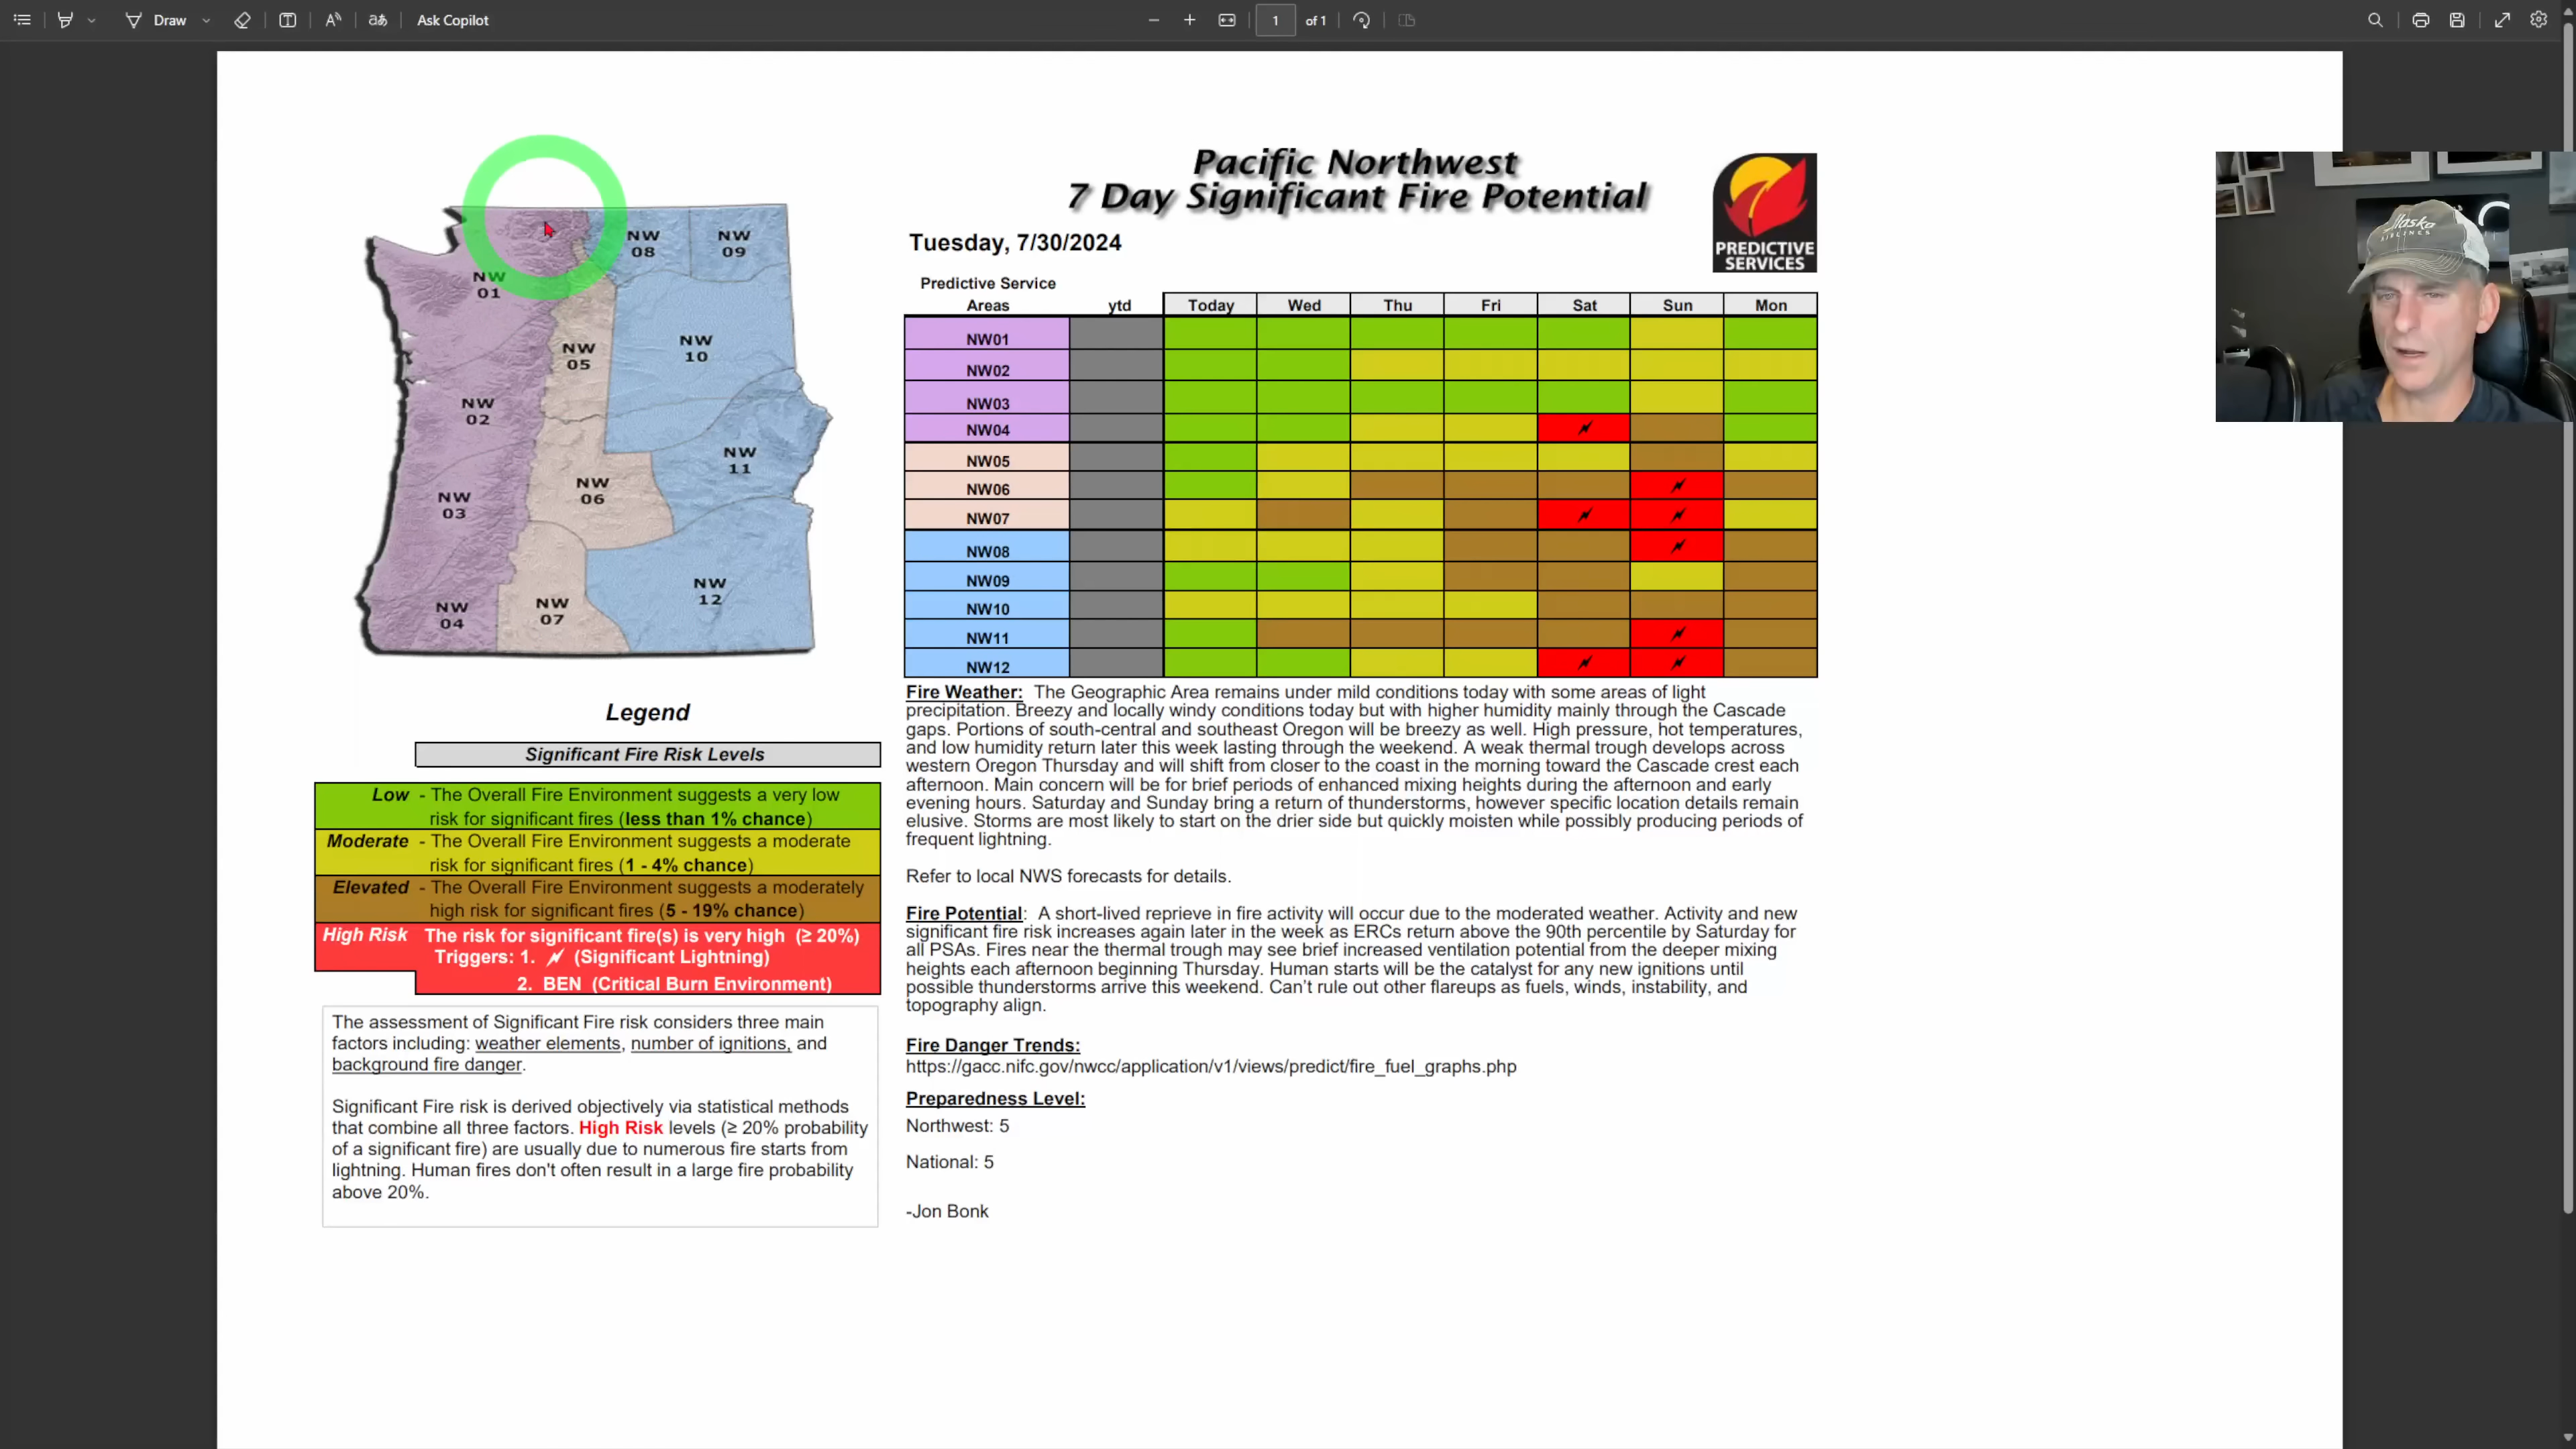 Draw
Ask Copilot
1 of 1
Pacific Northwest
7 Day Significant Fire Potential
PREDICTIVE
SERVICES
Tuesday, 7/30/2024
NW
01
NW
02
NW
03
NW
04
NW
05
NW
06
NW
07
NW
08
NW
09
NW
10
NW
11
NW
12
Predictive Service
Areas ytd Today Wed Thu Fri Sat Sun Mon
NW01
NW02
NW03
NW04
NW05
NW06
NW07
NW08
NW09
NW10
NW11
NW12
Legend
Significant Fire Risk Levels
Low - The Overall Fire Environment suggests a very low
risk for significant fires (less than 1% chance)
Moderate - The Overall Fire Environment suggests a moderate
risk for significant fires (1 - 4% chance)
Elevated - The Overall Fire Environment suggests a moderately
high risk for significant fires (5 - 19% chance)
High Risk The risk for significant fire(s) is very high (≥ 20%)
Triggers: 1. (Significant Lightning)
2. BEN (Critical Burn Environment)
The assessment of Significant Fire risk considers three main
factors including: weather elements, number of ignitions, and
background fire danger.
Significant Fire risk is derived objectively via statistical methods
that combine all three factors. High Risk levels (≥ 20% probability
of a significant fire) are usually due to numerous fire starts from
lightning. Human fires don't often result in a large fire probability
above 20%.
Fire Weather: The Geographic Area remains under mild conditions today with some areas of light
precipitation. Breezy and locally windy conditions today but with higher humidity mainly through the Cascade
gaps. Portions of south-central and southeast Oregon will be breezy as well. High pressure, hot temperatures,
and low humidity return later this week lasting through the weekend. A weak thermal trough develops across
western Oregon Thursday and will shift from closer to the coast in the morning toward the Cascade crest each
afternoon. Main concern will be for brief periods of enhanced mixing heights during the afternoon and early
evening hours. Saturday and Sunday bring a return of thunderstorms, however specific location details remain
elusive. Storms are most likely to start on the drier side but quickly moisten while possibly producing periods of
frequent lightning.
Refer to local NWS forecasts for details.
Fire Potential: A short-lived reprieve in fire activity will occur due to the moderated weather. Activity and new
significant fire risk increases again later in the week as ERCs return above the 90th percentile by Saturday for
all PSAs. Fires near the thermal trough may see brief increased ventilation potential from the deeper mixing
heights each afternoon beginning Thursday. Human starts will be the catalyst for any new ignitions until
possible thunderstorms arrive this weekend. Can't rule out other flareups as fuels, winds, instability, and
topography align.
Fire Danger Trends:
https://gacc.nifc.gov/nwcc/application/v1/views/predict/fire_fuel_graphs.php
Preparedness Level:
Northwest: 5
National: 5
-Jon Bonk
Alaska
AIRLINES